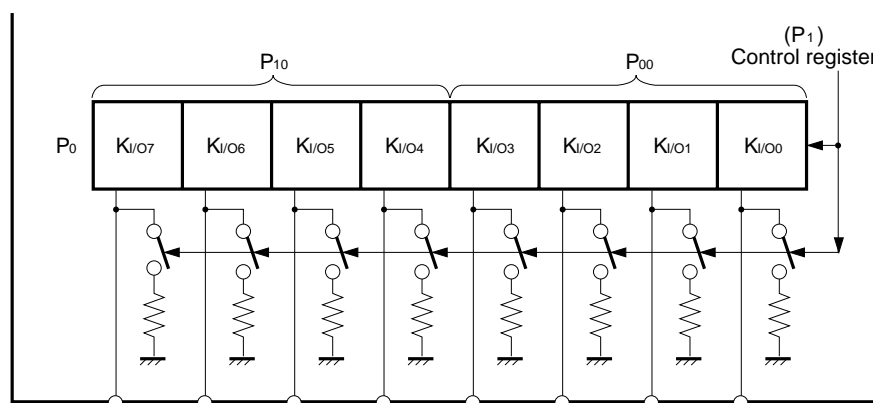 (P1)
Control register
P10 P00
P0 KI/O7 KI/O6 KI/O5 KI/O4 KI/O3 KI/O2 KI/O1 KI/O0